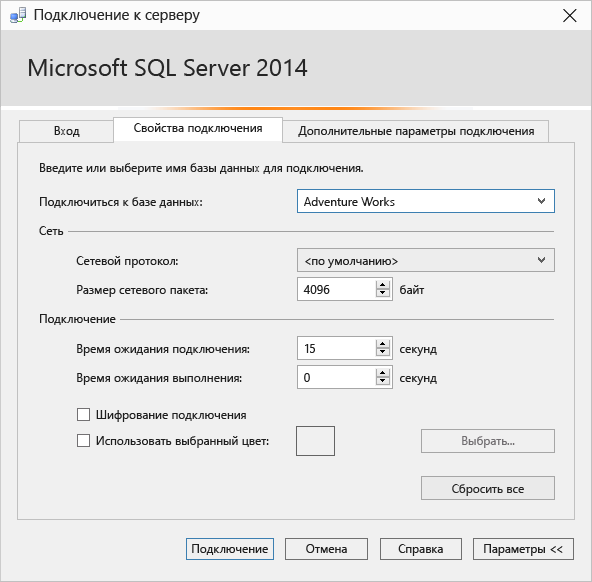 Подключение к серверу
Microsoft SQL Server 2014
Вход
Свойства подключения
Дополнительные параметры подключения
Введите или выберите имя базы данных для подключения.
Подключиться к базе данных: Adventure Works
Сеть
Сетевой протокол: <по умолчанию>
Размер сетевого пакета: 4096 байт
Подключение
Время ожидания подключения: 15 секунд
Время ожидания выполнения: 0 секунд
Шифрование подключения
Использовать выбранный цвет: Выбрать...
Сбросить все
Подключение Отмена Справка Параметры <<